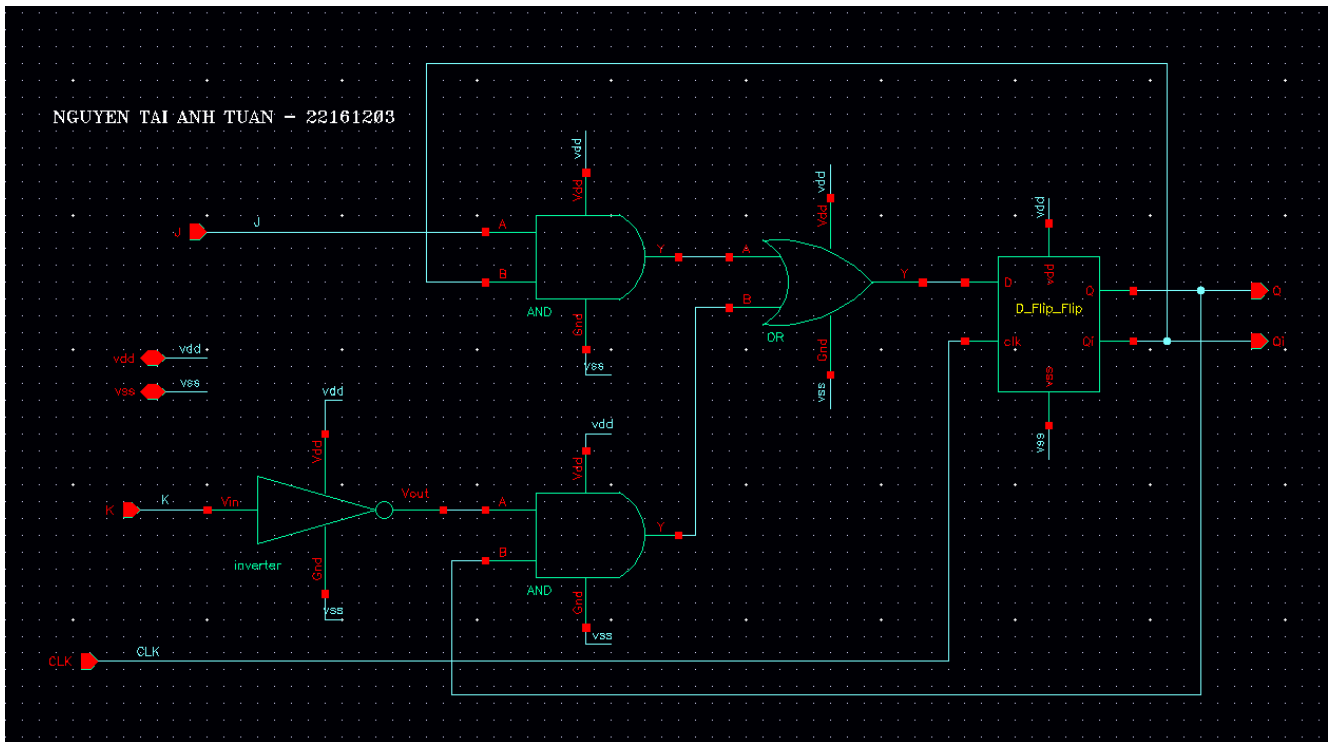 NGUYEN TAI ANH TUAN - 22161203
vdd
Vdd
vdd
Vdd
vdd
vdd
J
J
A
Y
A
Y
D
Q
Q
B
B
D_Flip_Flip
AND
Gnd
OR
Gnd
clk
Qi
Qi
vss
vss
vss
vss
vdd
vdd
vss
vss
vdd
Vdd
vdd
Vdd
K
K
Vin
Vout
A
Y
B
inverter
Gnd
AND
Gnd
vss
vss
CLK
CLK